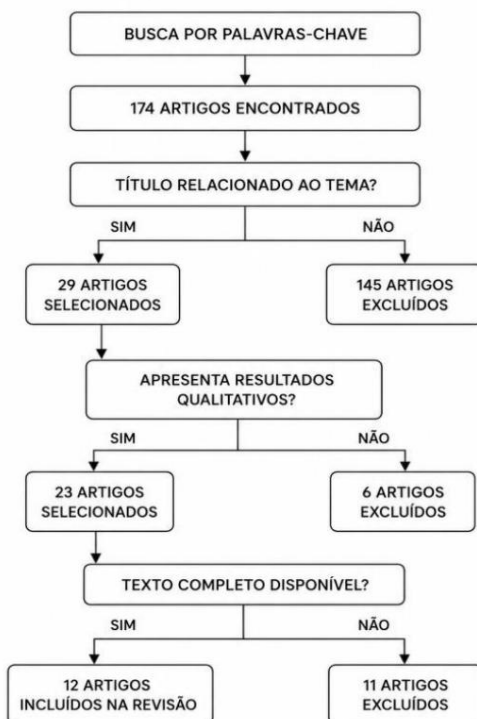 BUSCA POR PALAVRAS-CHAVE
174 ARTIGOS ENCONTRADOS
TÍTULO RELACIONADO AO TEMA?
SIM
NÃO
29 ARTIGOS
SELECIONADOS
145 ARTIGOS
EXCLUÍDOS
APRESENTA RESULTADOS
QUALITATIVOS?
SIM
NÃO
23 ARTIGOS
SELECIONADOS
6 ARTIGOS
EXCLUÍDOS
TEXTO COMPLETO DISPONÍVEL?
SIM
NÃO
12 ARTIGOS
INCLUÍDOS NA REVISÃO
11 ARTIGOS
EXCLUÍDOS